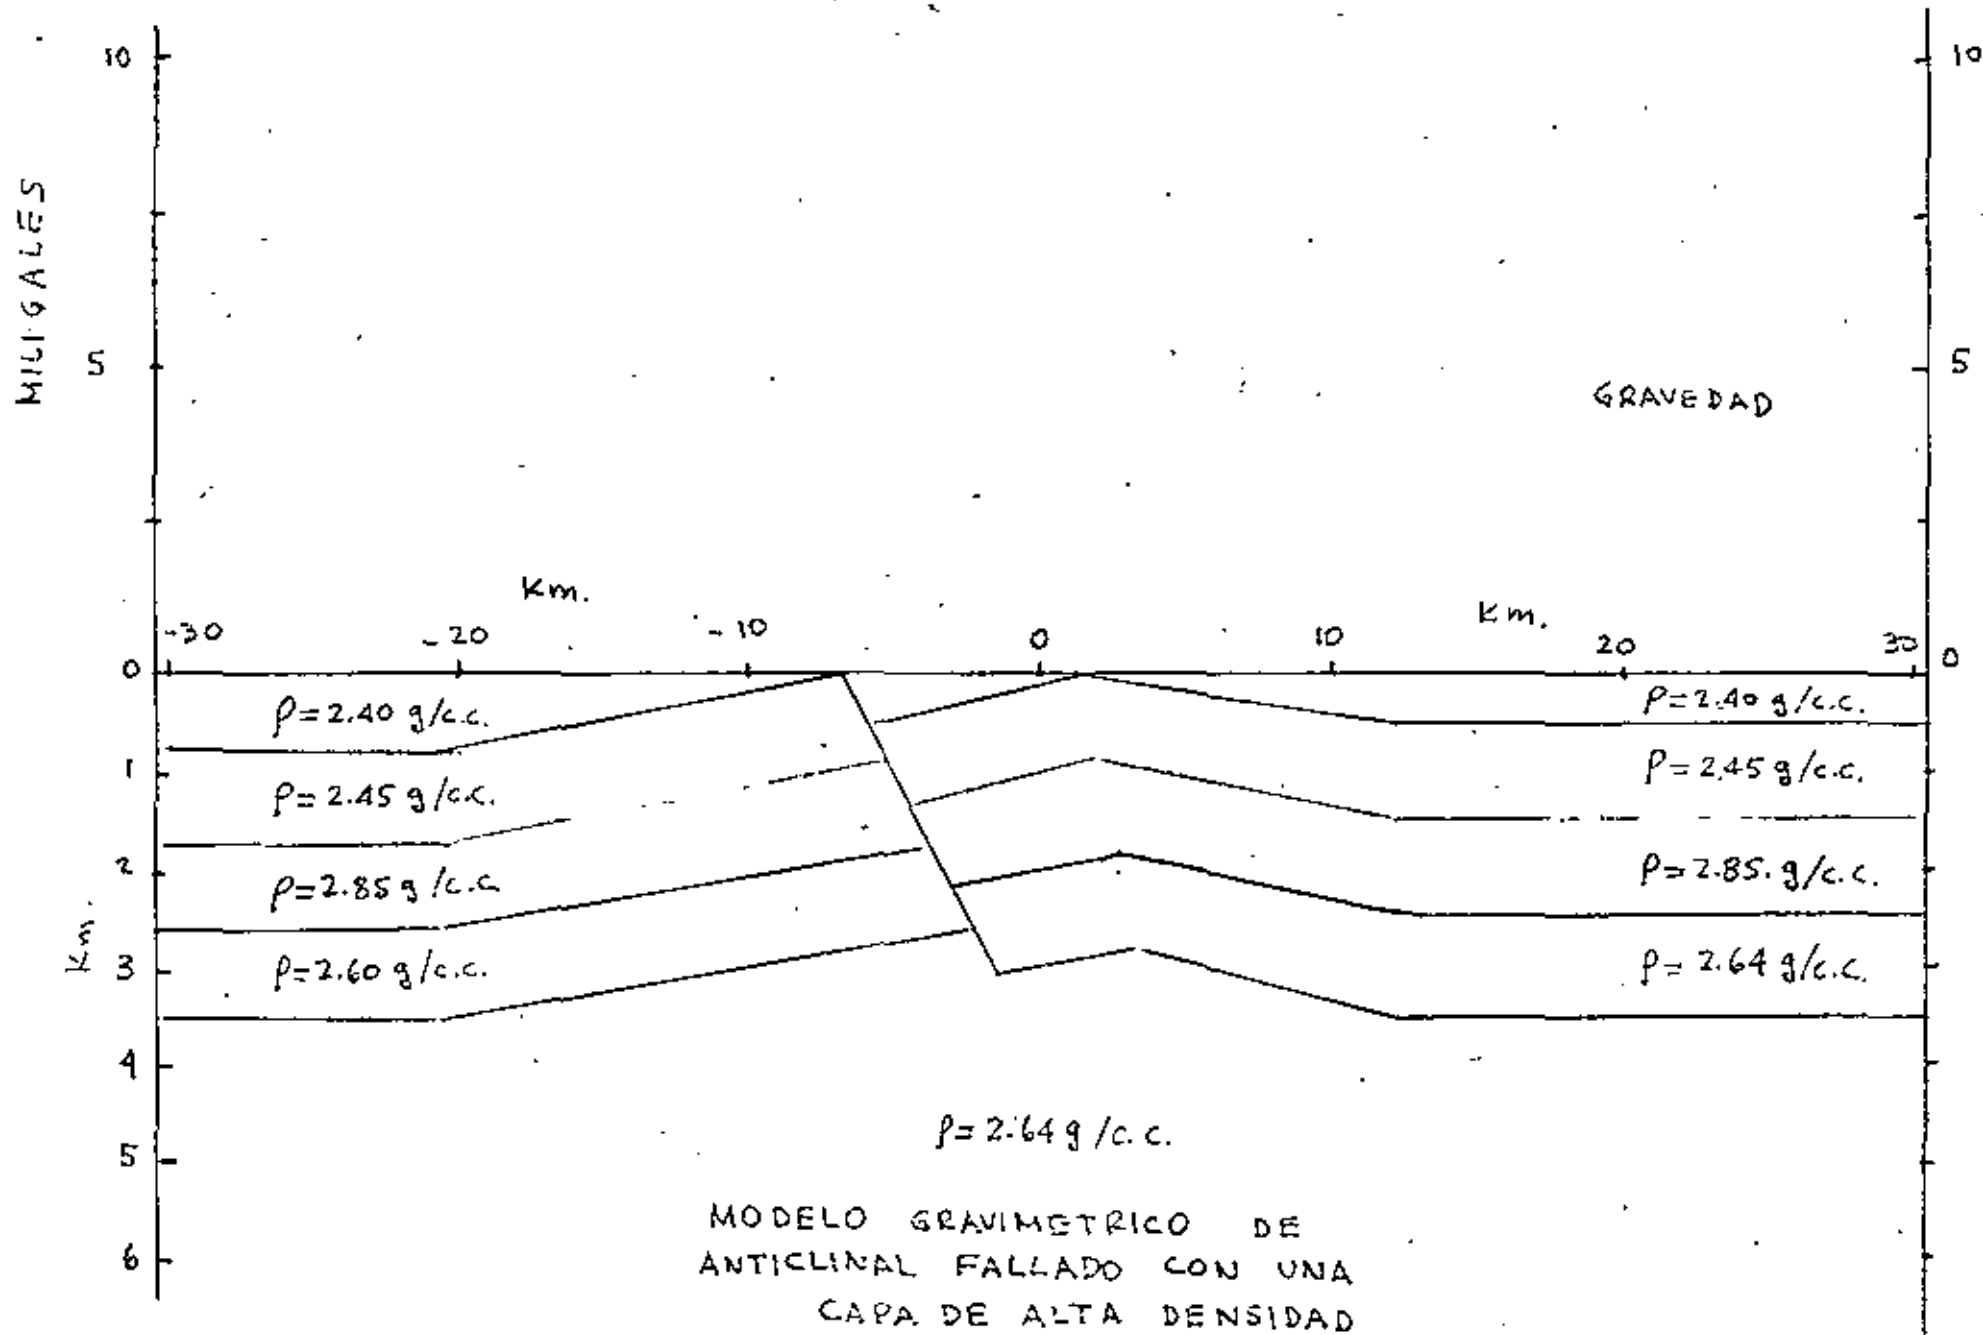 10
10
MILIGALES
5
5
GRAVEDAD
Km.
Km.
-30 -20 -10 0 10 20 30
0
0
ρ=2.40 g/c.c.
ρ=2.40 g/c.c.
1
ρ=2.45 g/c.c.
ρ=2.45 g/c.c.
2
ρ=2.85 g/c.c.
ρ=2.85. g/c.c.
Km.
3
ρ=2.60 g/c.c.
ρ=2.64 g/c.c.
4
ρ=2.64 g/c.c.
5
6
MODELO GRAVIMETRICO DE
ANTICLINAL FALLADO CON UNA
CAPA DE ALTA DENSIDAD